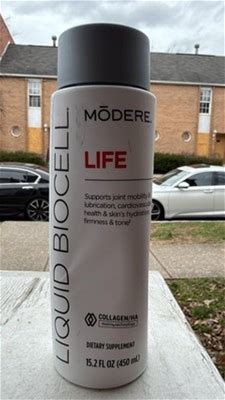 LIQUID BIOCELL
MŌDERE.
LIFE
Supports joint mobility &
lubrication, cardiovascular
health & skin's hydration,
firmness & tone†
COLLAGEN/HA
DIETARY SUPPLEMENT
15.2 FL OZ (450 mL)